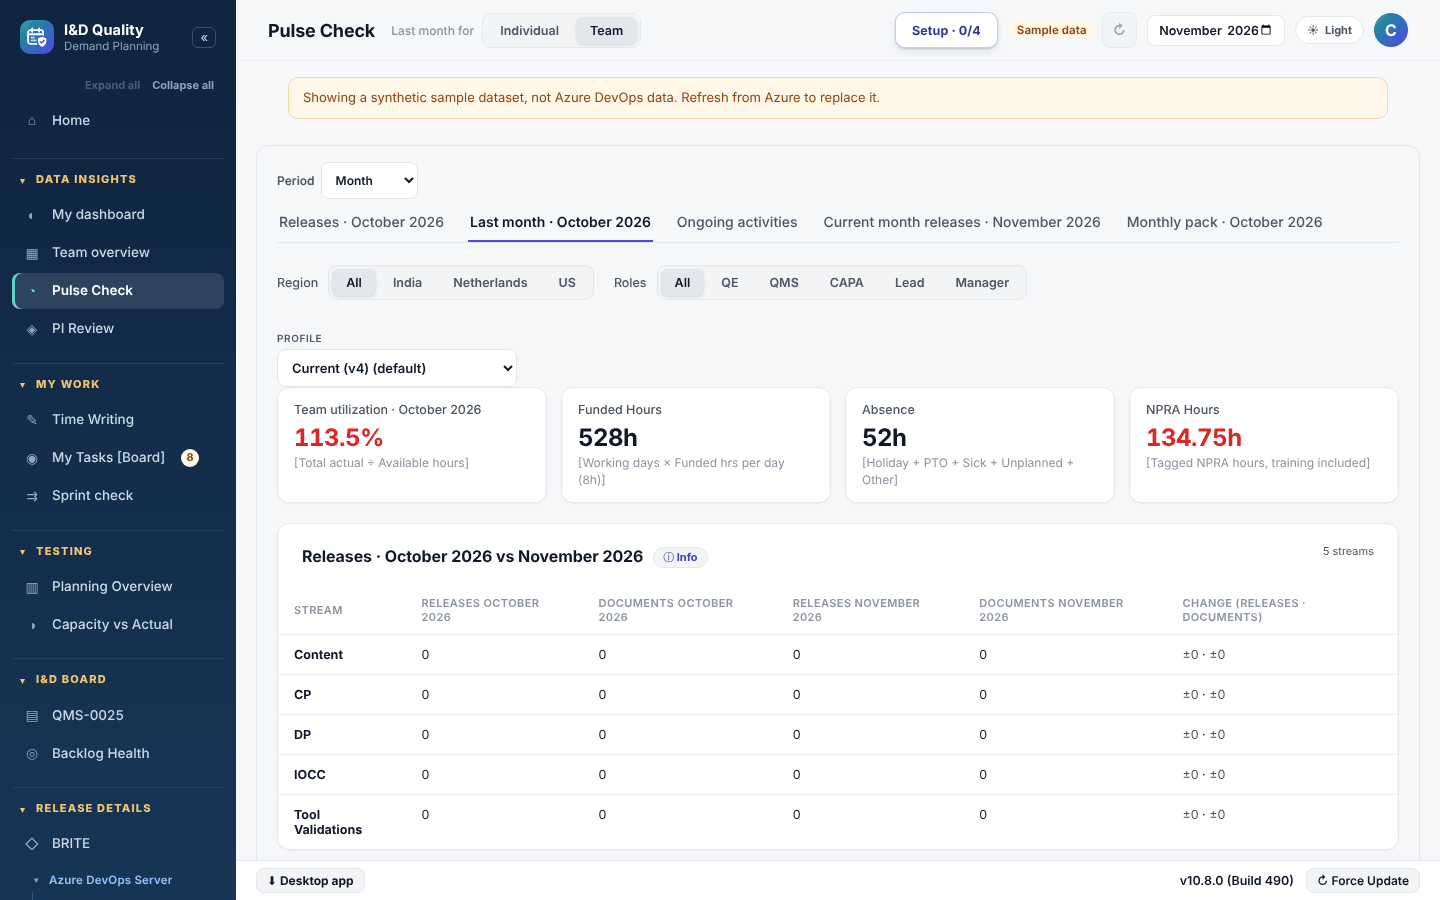 I&D Quality
Demand Planning
«
Expand all Collapse all
Home
DATA INSIGHTS
My dashboard
Team overview
Pulse Check
PI Review
MY WORK
Time Writing
My Tasks [Board] 8
Sprint check
TESTING
Planning Overview
Capacity vs Actual
I&D BOARD
QMS-0025
Backlog Health
RELEASE DETAILS
BRITE
Azure DevOps Server
Pulse Check Last month for Individual Team
Setup · 0/4 Sample data November 2026 Light C
Showing a synthetic sample dataset, not Azure DevOps data. Refresh from Azure to replace it.
Period Month
Releases · October 2026 Last month · October 2026 Ongoing activities Current month releases · November 2026 Monthly pack · October 2026
Region All India Netherlands US Roles All QE QMS CAPA Lead Manager
PROFILE
Current (v4) (default)
Team utilization · October 2026
113.5%
[Total actual ÷ Available hours]
Funded Hours
528h
[Working days × Funded hrs per day
(8h)]
Absence
52h
[Holiday + PTO + Sick + Unplanned +
Other]
NPRA Hours
134.75h
[Tagged NPRA hours, training included]
Releases · October 2026 vs November 2026 ⓘ Info 5 streams
STREAM RELEASES OCTOBER 2026 DOCUMENTS OCTOBER 2026 RELEASES NOVEMBER 2026 DOCUMENTS NOVEMBER 2026 CHANGE (RELEASES · DOCUMENTS)
Content 0 0 0 0 ±0 · ±0
CP 0 0 0 0 ±0 · ±0
DP 0 0 0 0 ±0 · ±0
IOCC 0 0 0 0 ±0 · ±0
Tool Validations 0 0 0 0 ±0 · ±0
⬇ Desktop app v10.8.0 (Build 490) ↻ Force Update